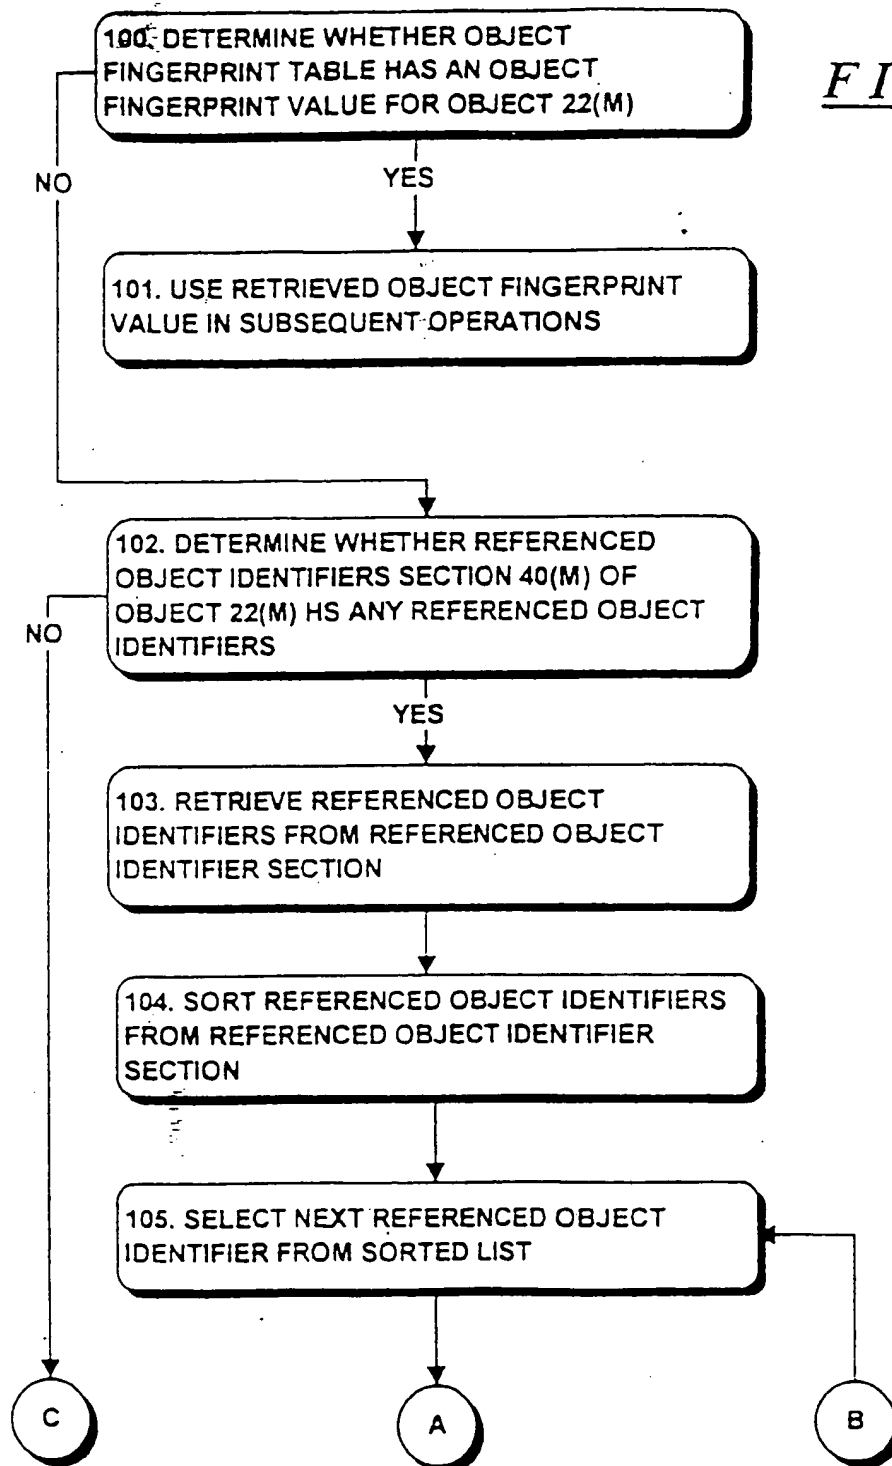 100. DETERMINE WHETHER OBJECT
FINGERPRINT TABLE HAS AN OBJECT
FINGERPRINT VALUE FOR OBJECT 22(M)
F I
NO
YES
101. USE RETRIEVED OBJECT FINGERPRINT
VALUE IN SUBSEQUENT OPERATIONS
102. DETERMINE WHETHER REFERENCED
OBJECT IDENTIFIERS SECTION 40(M) OF
OBJECT 22(M) HS ANY REFERENCED OBJECT
IDENTIFIERS
NO
YES
103. RETRIEVE REFERENCED OBJECT
IDENTIFIERS FROM REFERENCED OBJECT
IDENTIFIER SECTION
104. SORT REFERENCED OBJECT IDENTIFIERS
FROM REFERENCED OBJECT IDENTIFIER
SECTION
105. SELECT NEXT REFERENCED OBJECT
IDENTIFIER FROM SORTED LIST
C
A
B